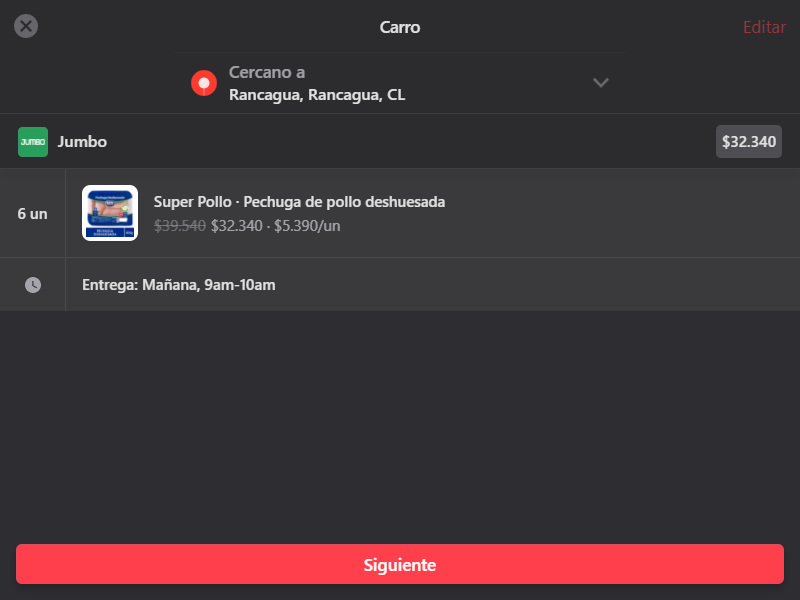 Carro
Editar
Cercano a
Rancagua, Rancagua, CL
JUMBO
Jumbo
$32.340
6 un
Super Pollo · Pechuga de pollo deshuesada
$39.540 $32.340 · $5.390/un
Entrega: Mañana, 9am-10am
Siguiente